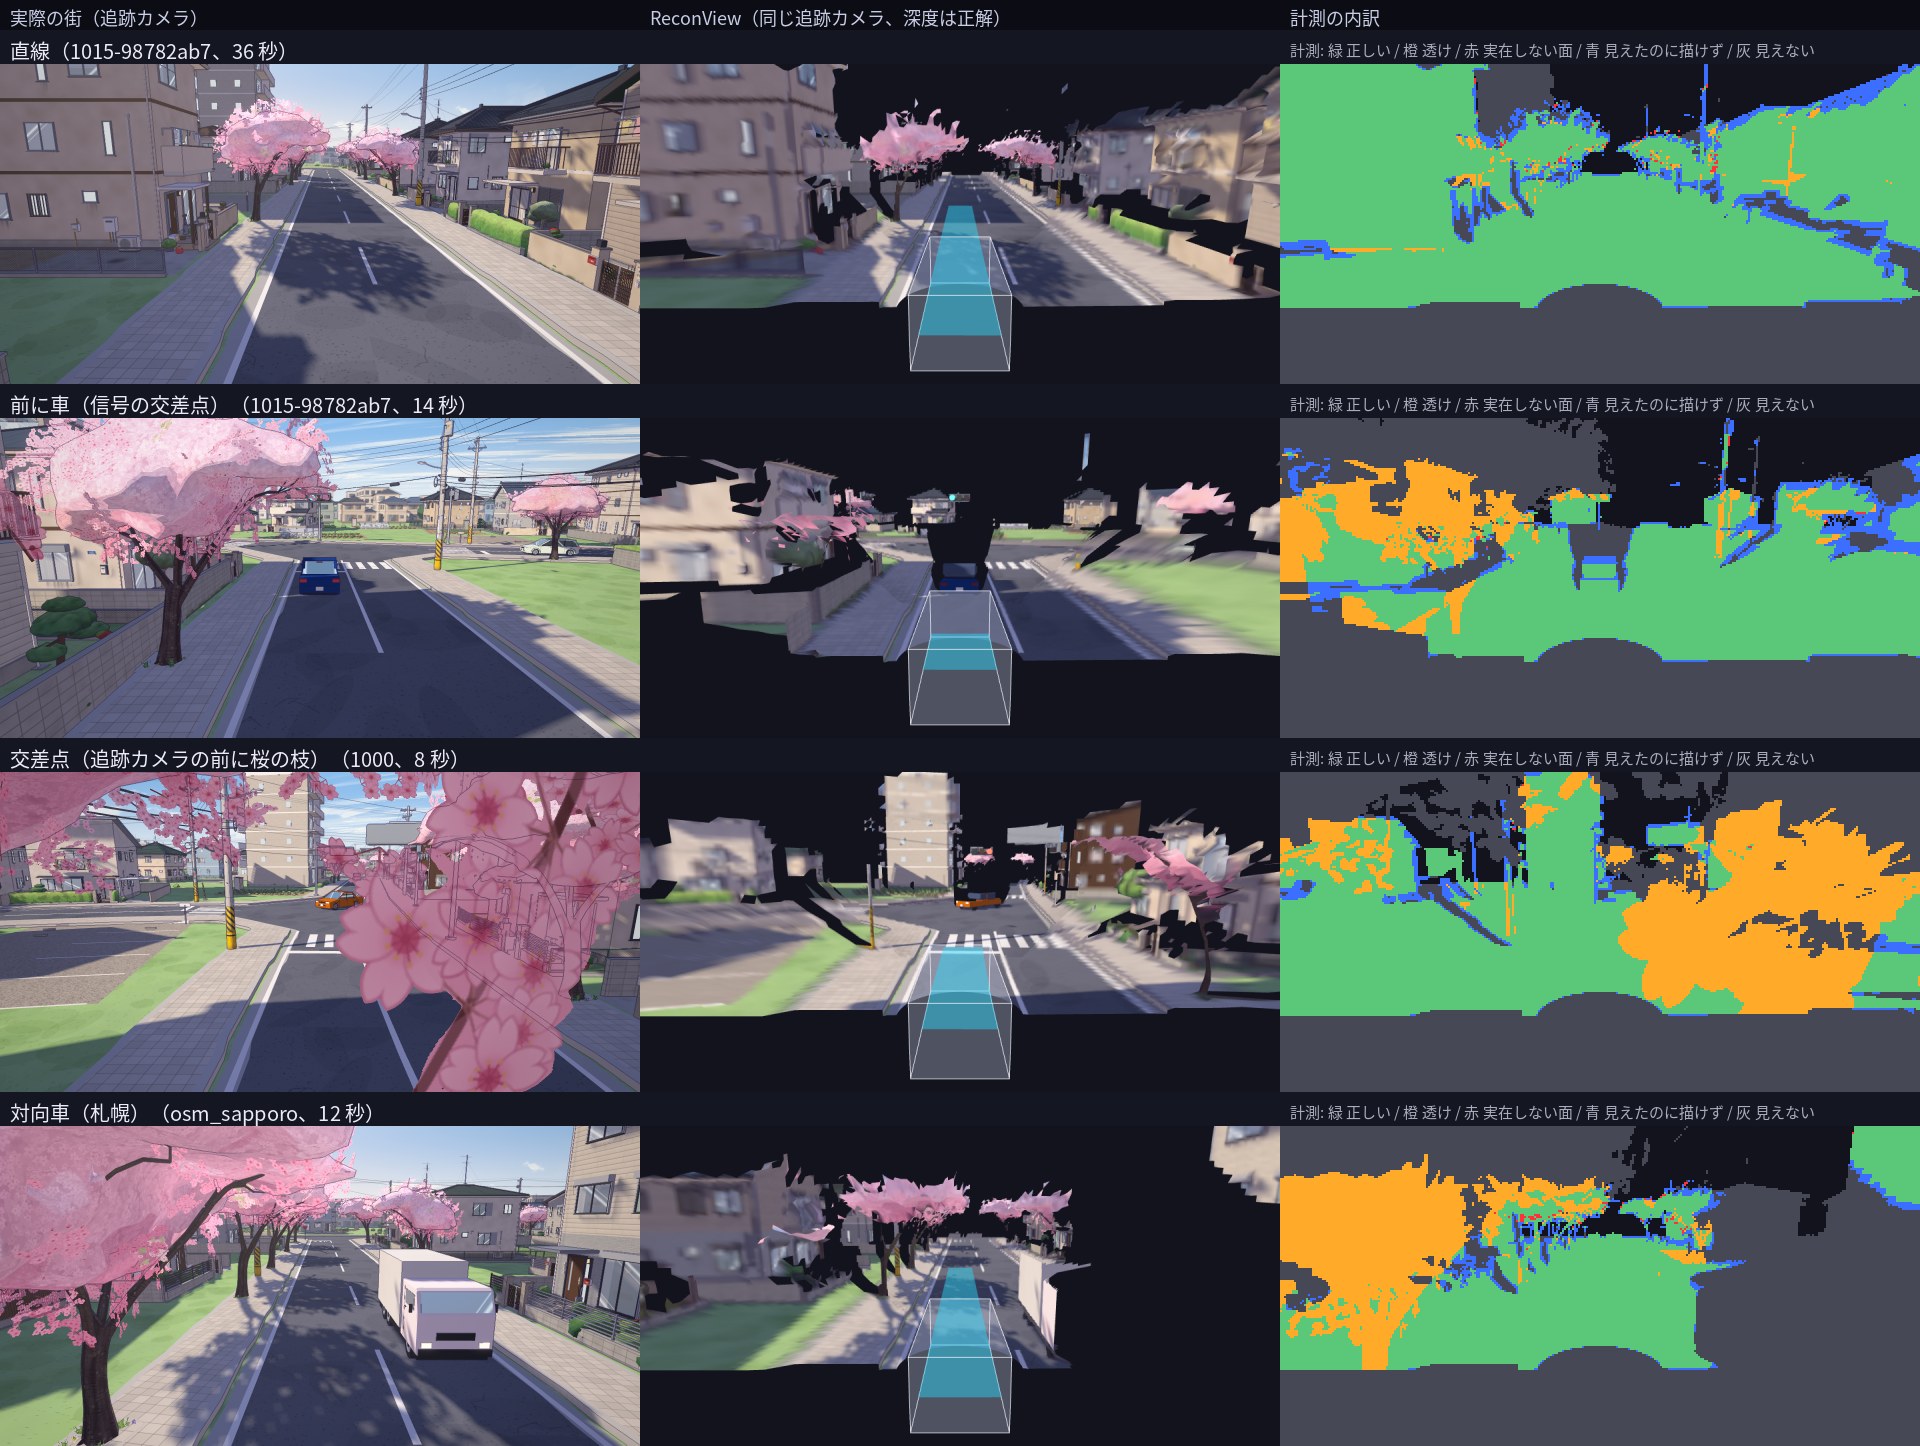 実際の街（追跡カメラ）
ReconView（同じ追跡カメラ、深度は正解）
計測の内訳
直線（1015-98782ab7、36 秒）
計測: 緑 正しい / 橙 透け / 赤 実在しない面 / 青 見えたのに描けず / 灰 見えない
前に車（信号の交差点）（1015-98782ab7、14 秒）
計測: 緑 正しい / 橙 透け / 赤 実在しない面 / 青 見えたのに描けず / 灰 見えない
交差点（追跡カメラの前に桜の枝）（1000、8 秒）
計測: 緑 正しい / 橙 透け / 赤 実在しない面 / 青 見えたのに描けず / 灰 見えない
対向車（札幌）（osm_sapporo、12 秒）
計測: 緑 正しい / 橙 透け / 赤 実在しない面 / 青 見えたのに描けず / 灰 見えない